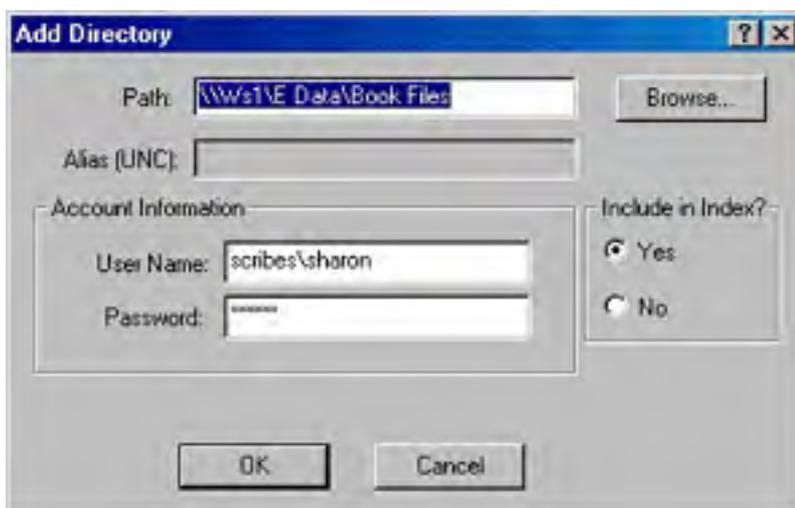 Add Directory
Path: \\Ws1\E Data\Book Files
Browse...
Alias (UNC):
Account Information
Include in Index?
User Name: scribes\sharon
Yes
Password: ******
No
OK
Cancel